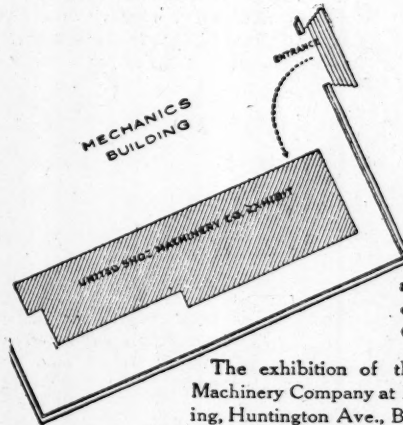 ENTRANCE
MECHANICS
BUILDING
UNITED SHOE MACHINERY CO. EXHIBIT
The exhibition of th
Machinery Company at
ing, Huntington Ave., B